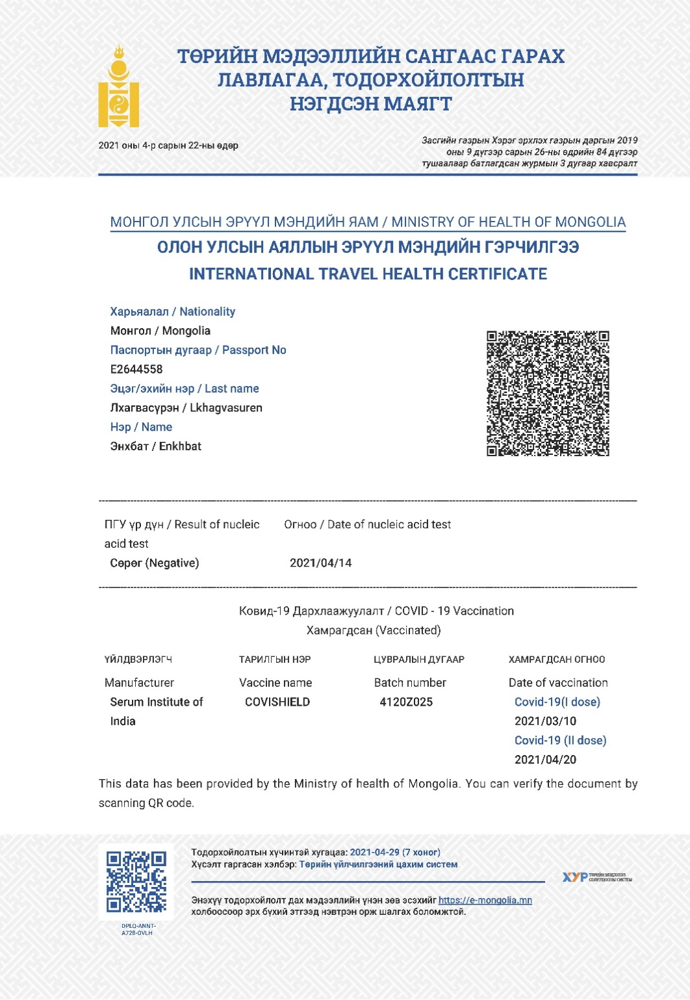 ТӨРИЙН МЭДЭЭЛЛИЙН САНГААС ГАРАХ
ЛАВЛАГАА, ТОДОРХОЙЛОЛТЫН
НЭГДСЭН МАЯГТ
2021 оны 4-р сарын 22-ны өдөр
Засгийн газрын Хэрэг эрхлэх газрын даргын 2019
оны 9 дүгээр сарын 26-ны өдрийн 84 дүгээр
тушаалаар батлагдсан журмын 3 дугаар хавсралт
МОНГОЛ УЛСЫН ЭРҮҮЛ МЭНДИЙН ЯАМ / MINISTRY OF HEALTH OF MONGOLIA
ОЛОН УЛСЫН АЯЛЛЫН ЭРҮҮЛ МЭНДИЙН ГЭРЧИЛГЭЭ
INTERNATIONAL TRAVEL HEALTH CERTIFICATE
Харьяалал / Nationality
Монгол / Mongolia
Паспортын дугаар / Passport No
E2644558
Эцэг/эхийн нэр / Last name
Лхагвасүрэн / Lkhagvasuren
Нэр / Name
Энхбат / Enkhbat
ПГУ үр дүн / Result of nucleic
acid test
Огноо / Date of nucleic acid test
Сөрөг (Negative)
2021/04/14
Ковид-19 Дархлаажуулалт / COVID - 19 Vaccination
Хамрагдсан (Vaccinated)
ҮЙЛДВЭРЛЭГЧ ТАРИЛГЫН НЭР ЦУВРАЛЫН ДУГААР ХАМРАГДСАН ОГНОО
Manufacturer Vaccine name Batch number Date of vaccination
Serum Institute of COVISHIELD 4120Z025 Covid-19(I dose)
India 2021/03/10
Covid-19 (II dose)
2021/04/20
This data has been provided by the Ministry of health of Mongolia. You can verify the document by
scanning QR code.
Тодорхойлолтын хүчинтэй хугацаа: 2021-04-29 (7 хоног)
Хүсэлт гаргасан хэлбэр: Төрийн үйлчилгээний цахим систем
ХУР ТӨРИЙН МЭДЭЭЛЭЛ
СОЛИЛЦООНЫ СИСТЕМ
Энэхүү тодорхойлолт дах мэдээллийн үнэн зөв эсэхийг https://e-mongolia.mn
холбоосоор эрх бүхий этгээд нэвтрэн орж шалгах боломжтой.
DPLO-ANNT-
A728-OVLH